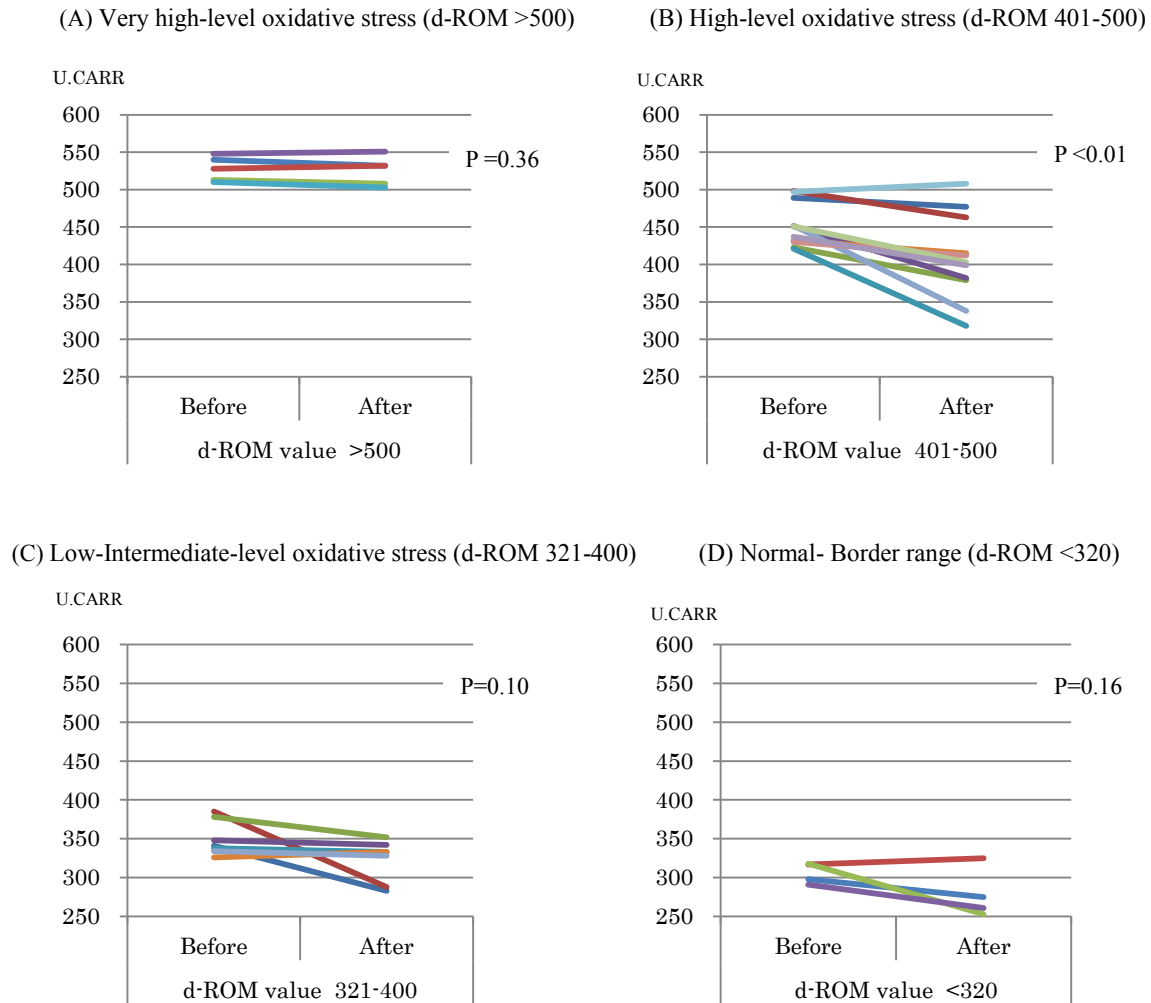 (A) Very high-level oxidative stress (d-ROM >500)
U.CARR
600
550
500
450
400
350
300
250
P =0.36
Before After
d-ROM value >500
(B) High-level oxidative stress (d-ROM 401-500)
U.CARR
600
550
500
450
400
350
300
250
P <0.01
Before After
d-ROM value 401-500
(C) Low-Intermediate-level oxidative stress (d-ROM 321-400)
U.CARR
600
550
500
450
400
350
300
250
P=0.10
Before After
d-ROM value 321-400
(D) Normal- Border range (d-ROM <320)
U.CARR
600
550
500
450
400
350
300
250
P=0.16
Before After
d-ROM value <320